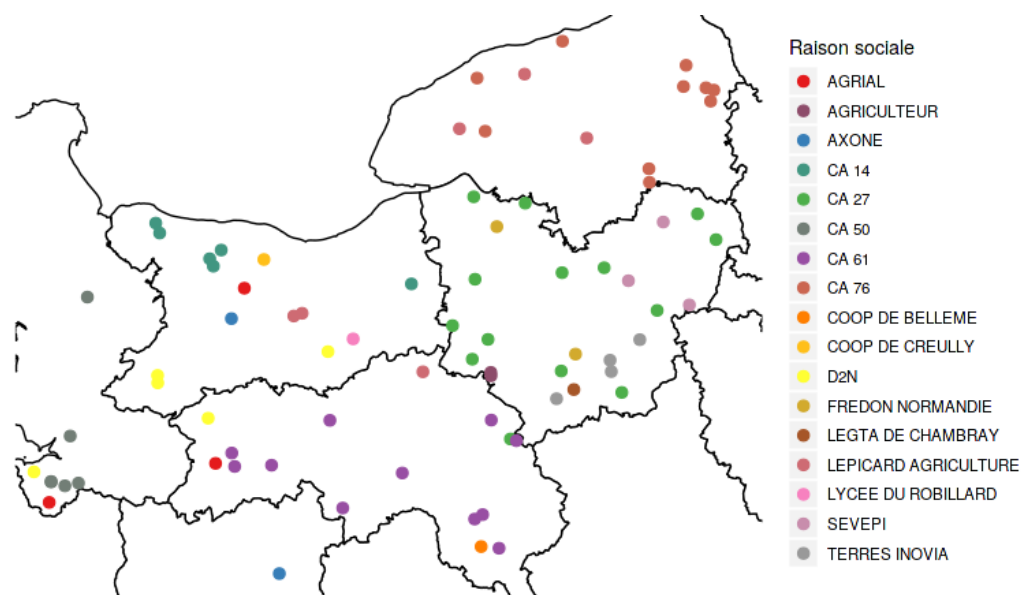 Raison sociale
AGRIAL
AGRICULTEUR
AXONE
CA 14
CA 27
CA 50
CA 61
CA 76
COOP DE BELLEME
COOP DE CREULLY
D2N
FREDON NORMANDIE
LEGTA DE CHAMBRAY
LEPICARD AGRICULTURE
LYCEE DU ROBILLARD
SEVEPI
TERRES INOVIA